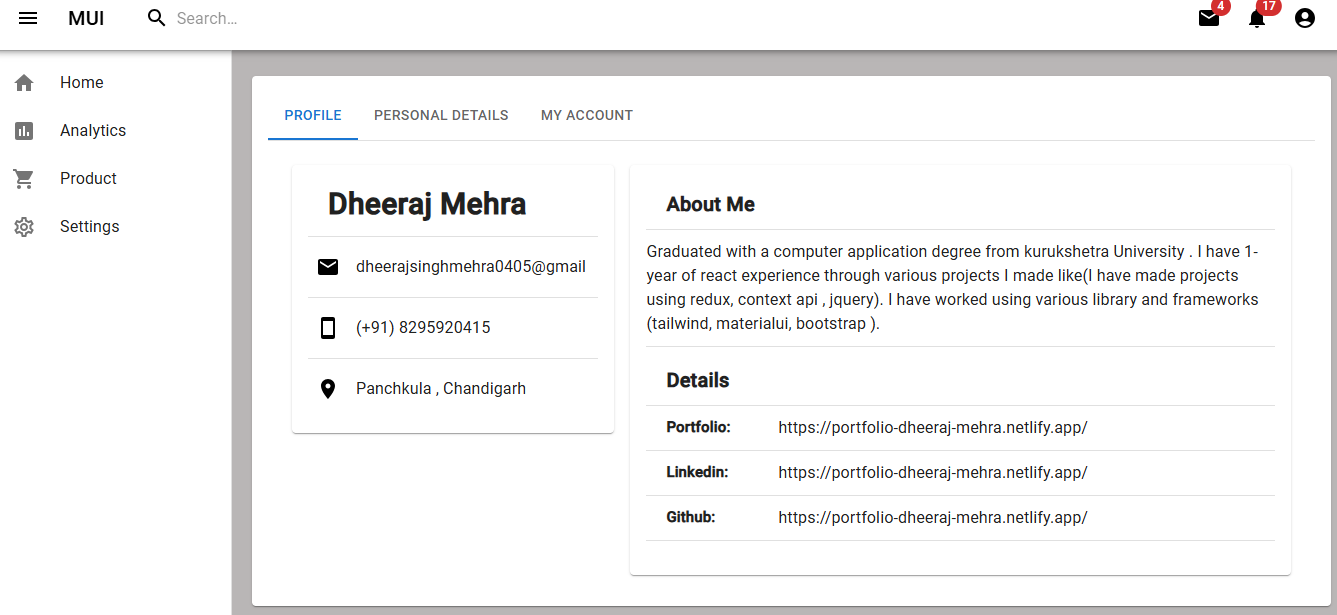 MUI
Search…
4
17
Home
Analytics
Product
Settings
PROFILE
PERSONAL DETAILS
MY ACCOUNT
Dheeraj Mehra
dheerajsinghmehra0405@gmail
(+91) 8295920415
Panchkula , Chandigarh
About Me
Graduated with a computer application degree from kurukshetra University . I have 1-
year of react experience through various projects I made like(I have made projects
using redux, context api , jquery). I have worked using various library and frameworks
(tailwind, materialui, bootstrap ).
Details
Portfolio: https://portfolio-dheeraj-mehra.netlify.app/
Linkedin: https://portfolio-dheeraj-mehra.netlify.app/
Github: https://portfolio-dheeraj-mehra.netlify.app/